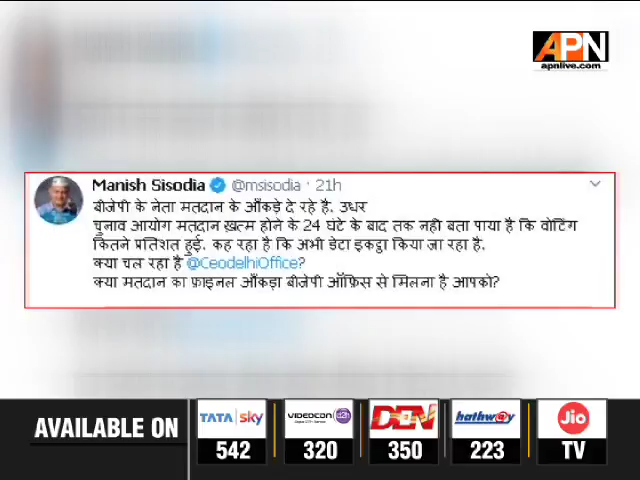 APN
apnlive.com
Manish Sisodia @msisodia · 21h
बीजेपी के नेता मतदान के आँकड़े दे रहे है. उधर
चुनाव आयोग मतदान ख़त्म होने के 24 घंटे के बाद तक नही बता पाया है कि वोटिंग
कितने प्रतिशत हुई. कह रहा है कि अभी डेटा इकट्ठा किया जा रहा है.
क्या चल रहा है @CeodelhiOffice?
क्या मतदान का फ़ाइनल आँकड़ा बीजेपी ऑफ़िस से मिलना है आपको?
AVAILABLE ON
TATA sky
542
VIDEOCON d2h
320
DEN
350
hathw@y
223
Jio
TV